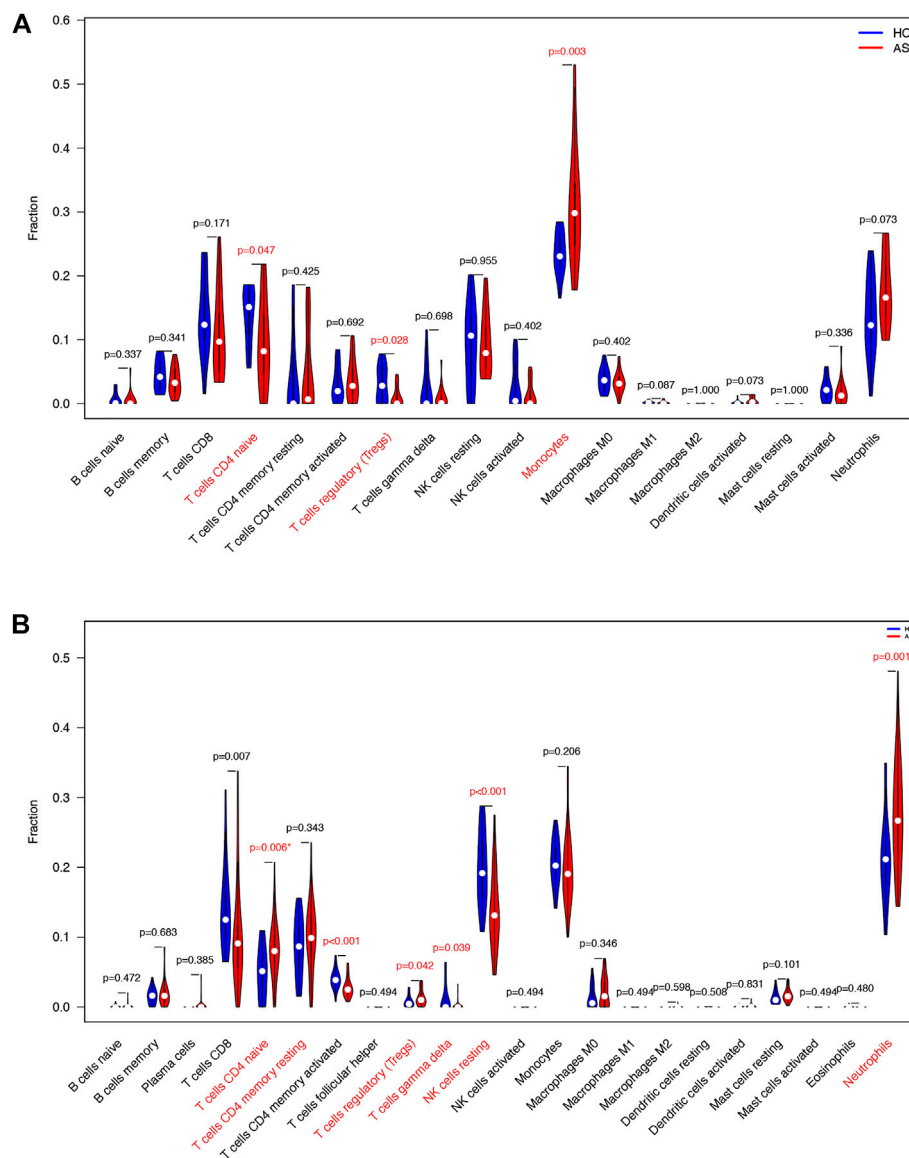 A
0.6
HC
AS
p=0.003
0.5
0.4
Fraction
0.3
p=0.171
p=0.047
p=0.955
p=0.073
0.2
p=0.425
p=0.692
p=0.028
p=0.698
p=0.402
p=0.336
0.1
p=0.337
p=0.341
p=0.402
p=0.087
p=1.000
p=0.073
p=1.000
0.0
B cells naive
B cells memory
T cells CD8
T cells CD4 naive
T cells CD4 memory resting
T cells CD4 memory activated
T cells regulatory (Tregs)
T cells gamma delta
NK cells resting
NK cells activated
Monocytes
Macrophages M0
Macrophages M1
Macrophages M2
Dendritic cells activated
Mast cells resting
Mast cells activated
Neutrophils
B
H
A
0.5
p=0.001
0.4
p=0.007
p=0.206
Fraction
0.3
p<0.001
p=0.006*
p=0.343
0.2
p=0.683
p<0.001
p=0.039
0.1
p=0.472
p=0.385
p=0.494
p=0.042
p=0.494
p=0.346
p=0.494
p=0.598
p=0.508
p=0.831
p=0.101
p=0.494
p=0.480
0.0
B cells naive
B cells memory
Plasma cells
T cells CD8
T cells CD4 naive
T cells CD4 memory resting
T cells CD4 memory activated
T cells follicular helper
T cells regulatory (Tregs)
T cells gamma delta
NK cells resting
NK cells activated
Monocytes
Macrophages M0
Macrophages M1
Macrophages M2
Dendritic cells resting
Dendritic cells activated
Mast cells resting
Mast cells activated
Eosinophils
Neutrophils